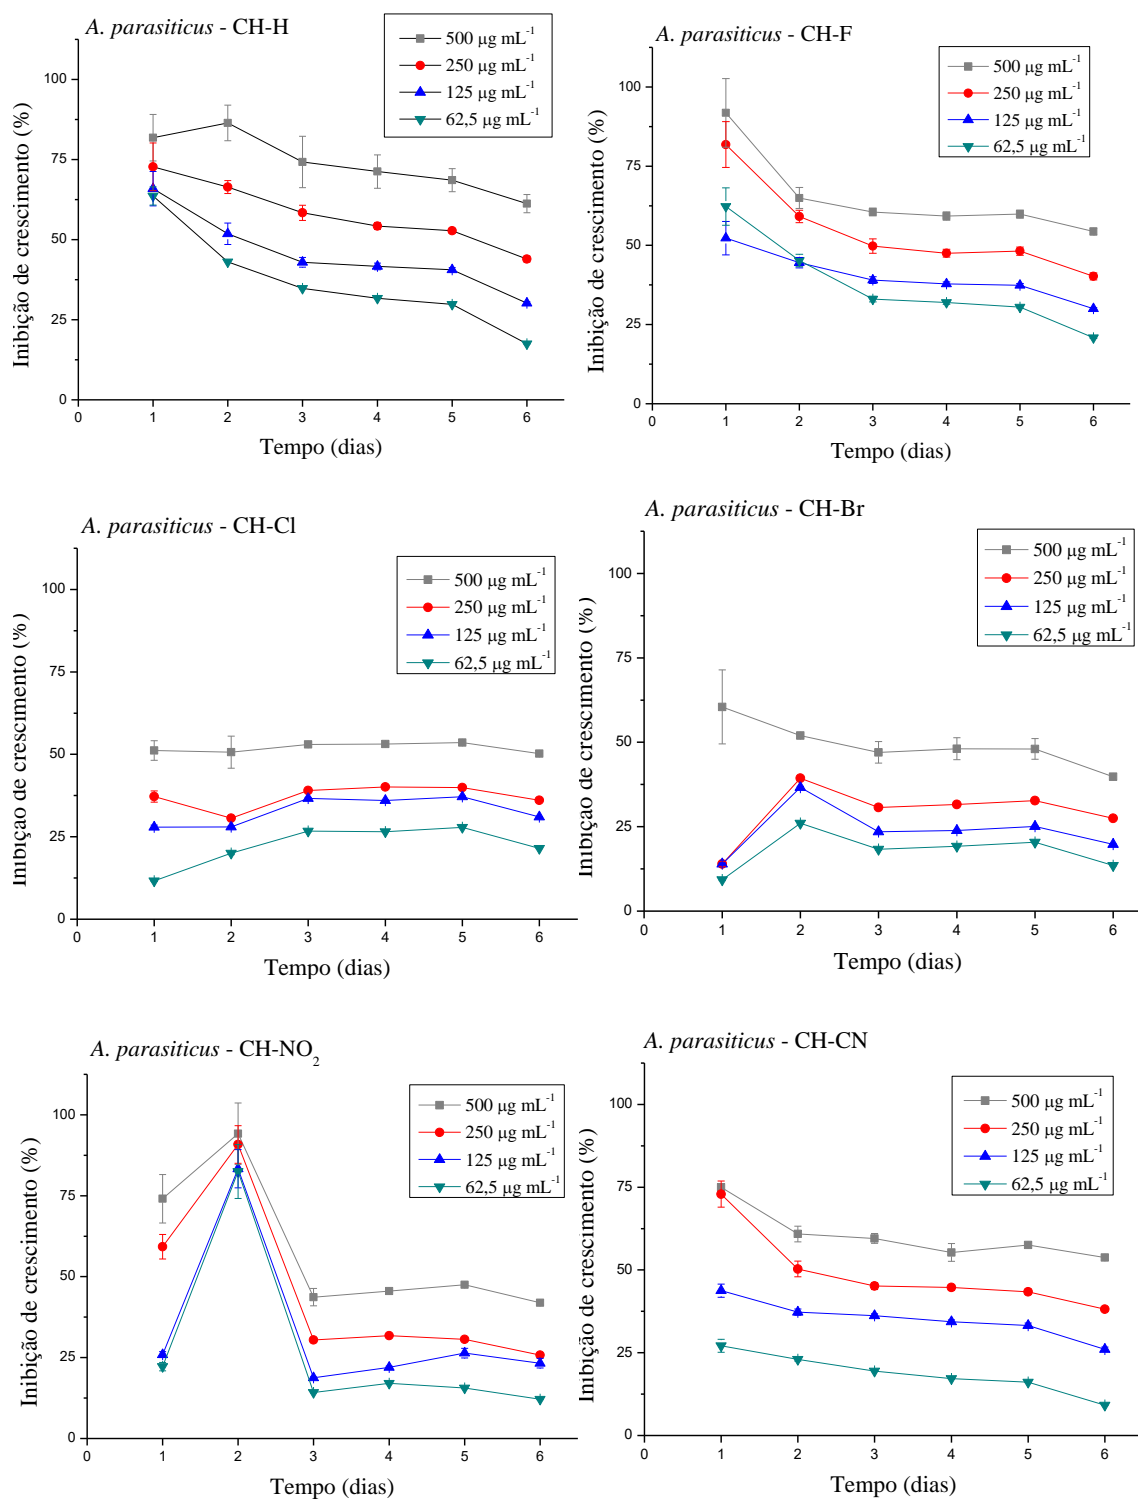 A. parasiticus - CH-H
500 µg mL-1
250 µg mL-1
125 µg mL-1
62,5 µg mL-1
Inibição de crescimento (%)
100
75
50
25
0
0 1 2 3 4 5 6
Tempo (dias)
A. parasiticus - CH-F
500 µg mL-1
250 µg mL-1
125 µg mL-1
62,5 µg mL-1
Inibição de crescimento (%)
100
75
50
25
0
0 1 2 3 4 5 6
Tempo (dias)
A. parasiticus - CH-Cl
500 µg mL-1
250 µg mL-1
125 µg mL-1
62,5 µg mL-1
Inibiçao de crescimento (%)
100
75
50
25
0
0 1 2 3 4 5 6
Tempo (dias)
A. parasiticus - CH-Br
500 µg mL-1
250 µg mL-1
125 µg mL-1
62,5 µg mL-1
Inibição de crescimento (%)
100
75
50
25
0
0 1 2 3 4 5 6
Tempo (dias)
A. parasiticus - CH-NO2
500 µg mL-1
250 µg mL-1
125 µg mL-1
62,5 µg mL-1
Inibição de crescimento (%)
100
75
50
25
0
0 1 2 3 4 5 6
Tempo (dias)
A. parasiticus - CH-CN
500 µg mL-1
250 µg mL-1
125 µg mL-1
62,5 µg mL-1
Inibição de crescimento (%)
100
75
50
25
0
0 1 2 3 4 5 6
Tempo (dias)